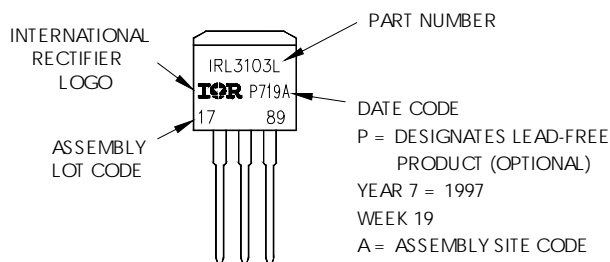 INTERNATIONAL
RECTIFIER
LOGO
PART NUMBER
IRL3103L
IOR P719A
17 89
ASSEMBLY
LOT CODE
DATE CODE
P = DESIGNATES LEAD-FREE
PRODUCT (OPTIONAL)
YEAR 7 = 1997
WEEK 19
A = ASSEMBLY SITE CODE